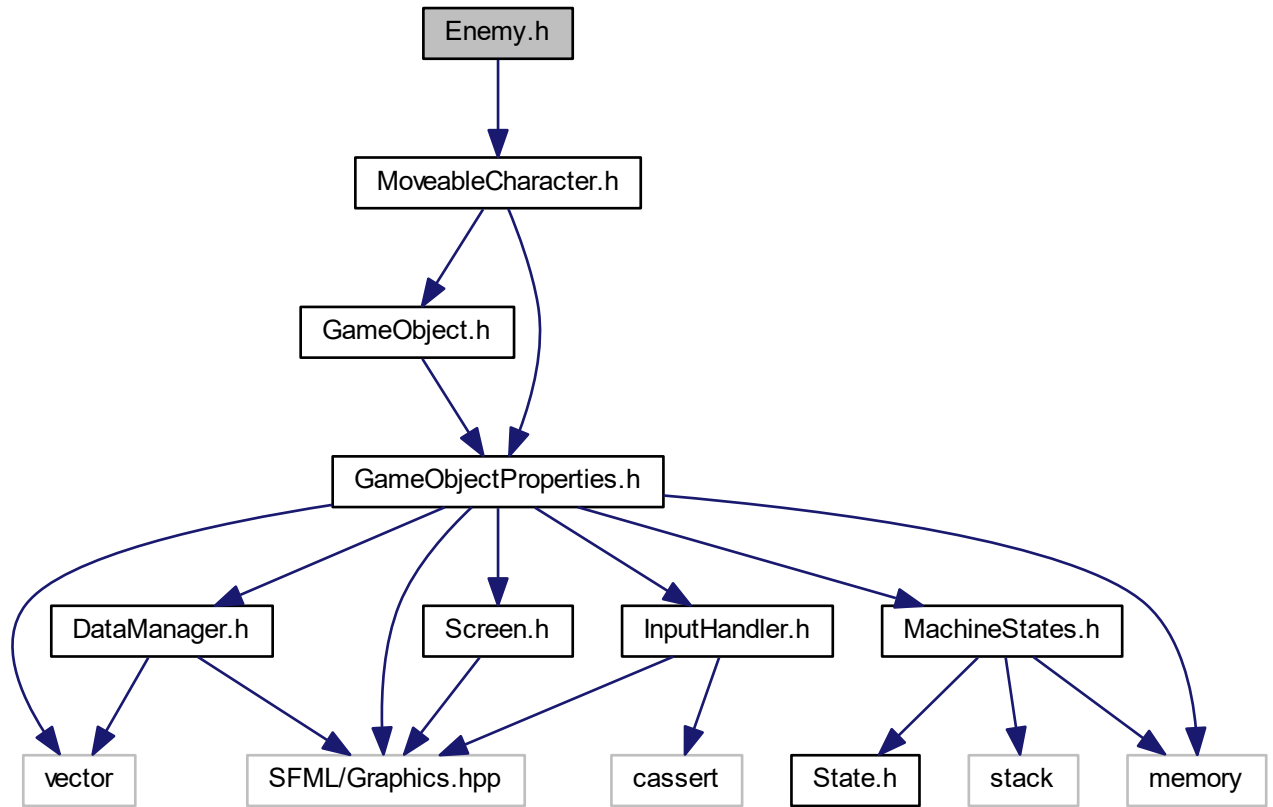 Enemy.h
MoveableCharacter.h
GameObject.h
GameObjectProperties.h
DataManager.h
Screen.h
InputHandler.h
MachineStates.h
vector
SFML/Graphics.hpp
cassert
State.h
stack
memory